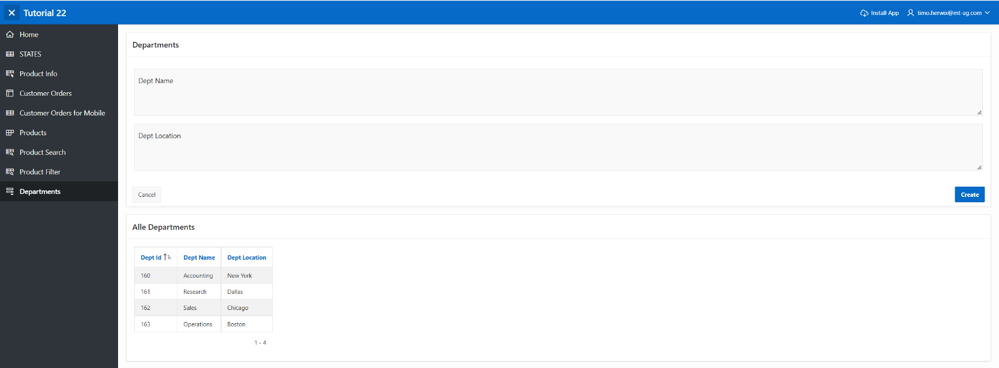 Tutorial 22
Install App
timo.herwix@mt-ag.com
Home
STATES
Product Info
Customer Orders
Customer Orders for Mobile
Products
Product Search
Product Filter
Departments
Departments
Dept Name
Dept Location
Cancel
Create
Alle Departments
Dept Id Dept Name Dept Location
160 Accounting New York
161 Research Dallas
162 Sales Chicago
163 Operations Boston
1 - 4